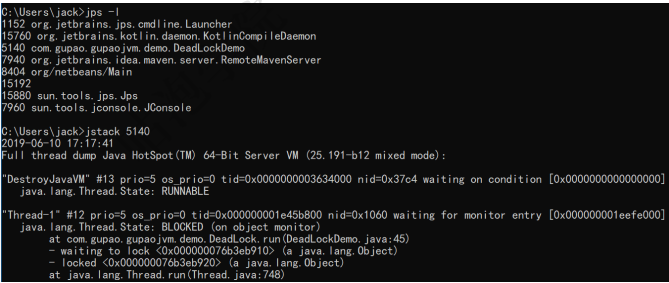 C:\Users\jack>jps -l
1152 org.jetbrains.jps.cmdline.Launcher
15760 org.jetbrains.kotlin.daemon.KotlinCompileDaemon
5140 com.gupao.gupaojvm.demo.DeadLockDemo
7940 org.jetbrains.idea.maven.server.RemoteMavenServer
8404 org/netbeans/Main
15192
15880 sun.tools.jps.Jps
7960 sun.tools.jconsole.JConsole
C:\Users\jack>jstack 5140
2019-06-10 17:17:41
Full thread dump Java HotSpot(TM) 64-Bit Server VM (25.191-b12 mixed mode):
"DestroyJavaVM" #13 prio=5 os_prio=0 tid=0x0000000003634000 nid=0x37c4 waiting on condition [0x0000000000000000]
java.lang.Thread.State: RUNNABLE
"Thread-1" #12 prio=5 os_prio=0 tid=0x000000001e45b800 nid=0x1060 waiting for monitor entry [0x000000001eefe000]
java.lang.Thread.State: BLOCKED (on object monitor)
at com.gupao.gupaojvm.demo.DeadLock.run(DeadLockDemo.java:45)
- waiting to lock <0x000000076b3eb910> (a java.lang.Object)
- locked <0x000000076b3eb920> (a java.lang.Object)
at java.lang.Thread.run(Thread.java:748)